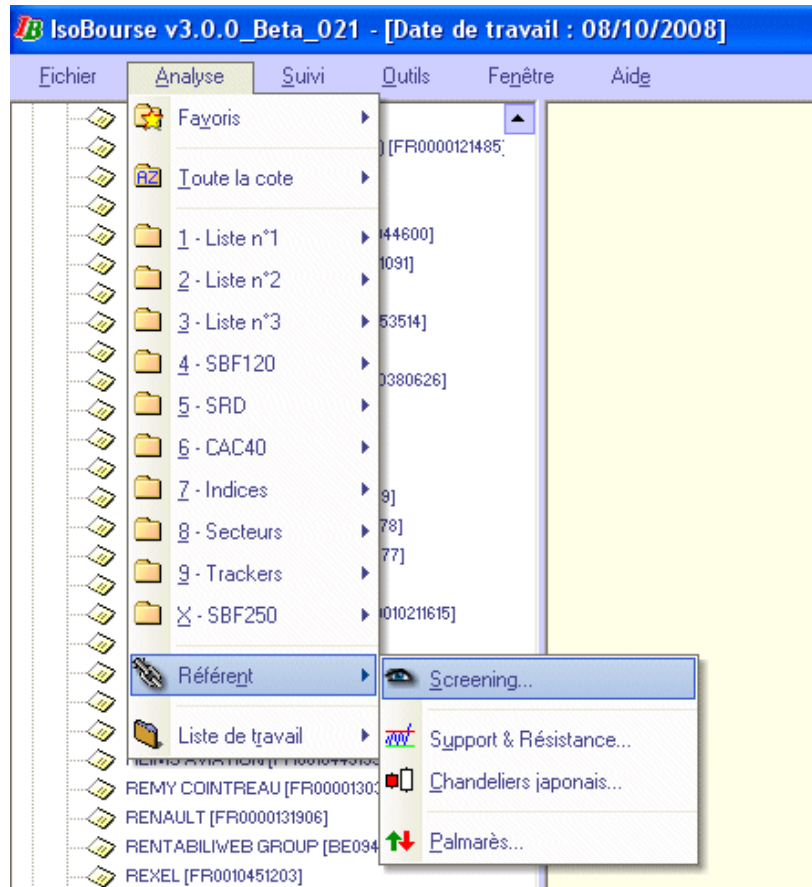 IsoBourse v3.0.0_Beta_021 - [Date de travail : 08/10/2008]
Fichier Analyse Suivi Outils Fenêtre Aide
Favoris
) [FR0000121485]
Toute la cote
1 - Liste n°1
044600]
2 - Liste n°2
1091]
3 - Liste n°3
53514]
4 - SBF120
0380626]
5 - SRD
6 - CAC40
7 - Indices
9]
8 - Secteurs
78]
9 - Trackers
77]
X - SBF250
0010211615]
Référent
Screening...
Liste de travail
Support & Résistance...
Chandeliers japonais...
Palmarès...
REMY COINTREAU [FR0000130
RENAULT [FR0000131906]
RENTABILIWEB GROUP [BE094
REXEL [FR0010451203]